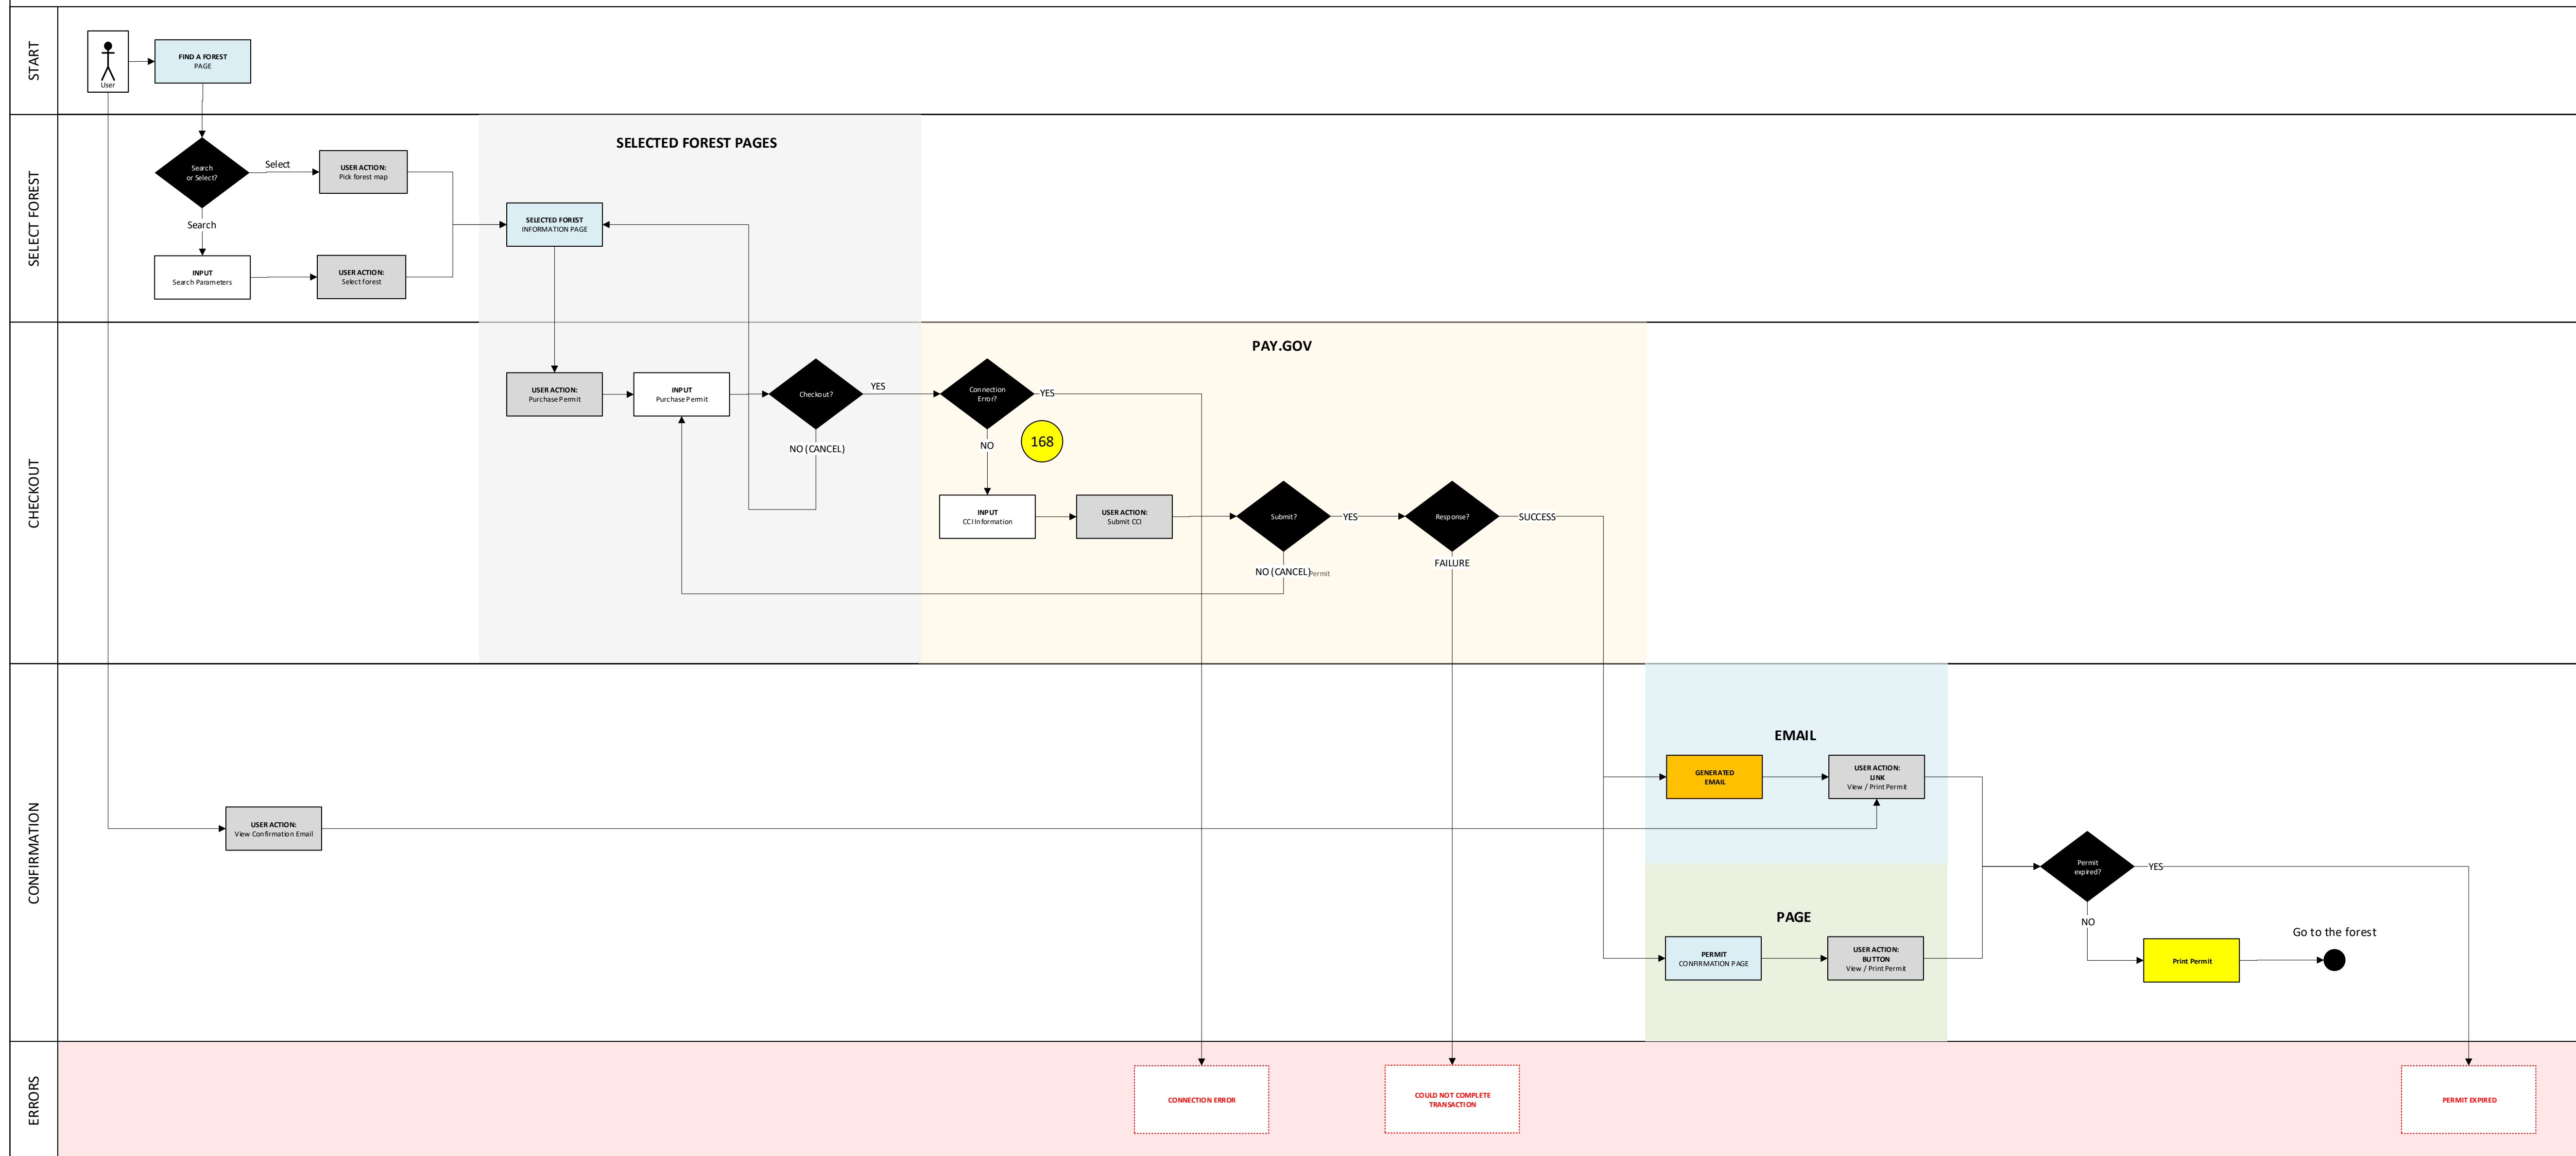 START
User
FIND A FOREST
PAGE
SELECT FOREST
SELECTED FOREST PAGES
Search
or Select?
Select
USER ACTION:
Pick forest map
Search
SELECTED FOREST
INFORMATION PAGE
INPUT
Search Parameters
USER ACTION:
Select forest
CHECKOUT
PAY.GOV
USER ACTION:
Purchase Permit
INPUT
Purchase Permit
Checkout?
YES
Connection
Error?
YES
NO (CANCEL)
NO
168
INPUT
CCI Information
USER ACTION:
Submit CCI
Submit?
YES
Response?
SUCCESS
NO (CANCEL)
Permit
FAILURE
CONFIRMATION
EMAIL
GENERATED
EMAIL
USER ACTION:
LINK
View / Print Permit
USER ACTION:
View Confirmation Email
Permit
expired?
YES
PAGE
NO
Go to the forest
PERMIT
CONFIRMATION PAGE
USER ACTION:
BUTTON
View / Print Permit
Print Permit
ERRORS
CONNECTION ERROR
COULD NOT COMPLETE
TRANSACTION
PERMIT EXPIRED